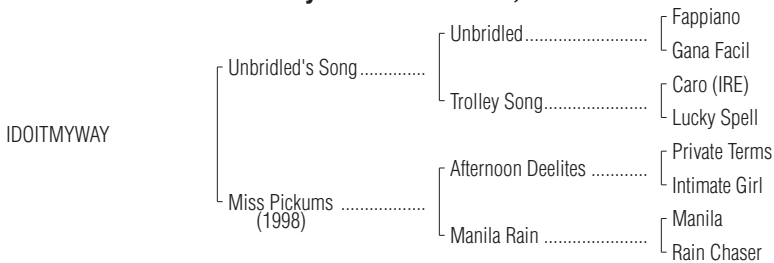 Fappiano
Unbridled..........................
Gana Facil
Unbridled's Song..............
Caro (IRE)
Trolley Song......................
Lucky Spell
IDOITMYWAY
Private Terms
Afternoon Deelites ............
Intimate Girl
Miss Pickums ..................
(1998)
Manila
Manila Rain ......................
Rain Chaser